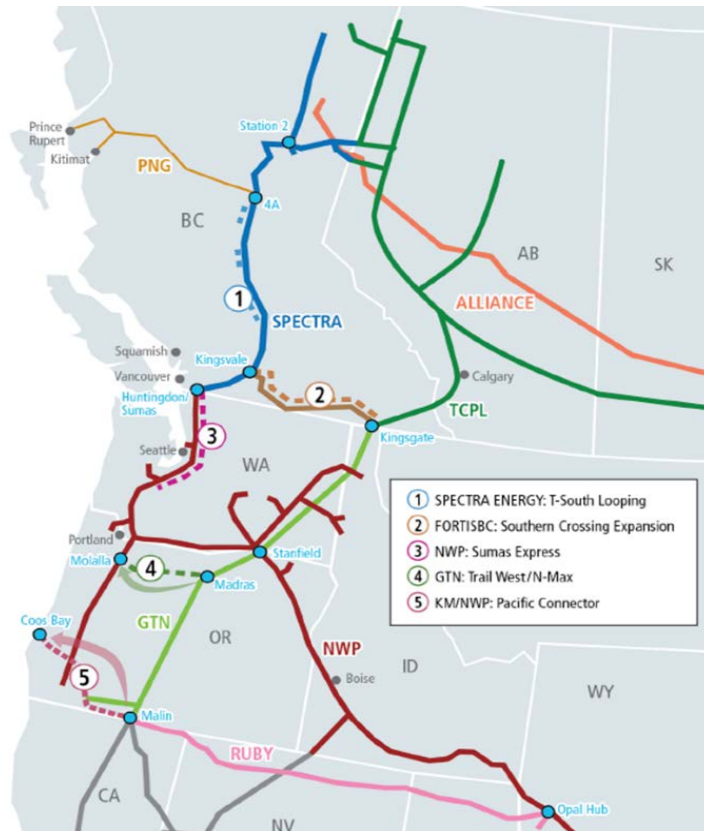 Station 2
Prince
Rupert
Kitimat
PNG
4A
BC
AB
SK
ALLIANCE
1
SPECTRA
Squamish
Kingsvale
Vancouver
Calgary
Huntingdon/
Sumas
2
TCPL
Kingsgate
3
Seattle
WA
1 SPECTRA ENERGY: T-South Looping
2 FORTISBC: Southern Crossing Expansion
3 NWP: Sumas Express
4 GTN: Trail West/N-Max
5 KM/NWP: Pacific Connector
Portland
Molalla
Stanfield
4
Madras
Coos Bay
GTN
OR
NWP
ID
5
Boise
WY
Malin
RUBY
CA
NV
Opal Hub